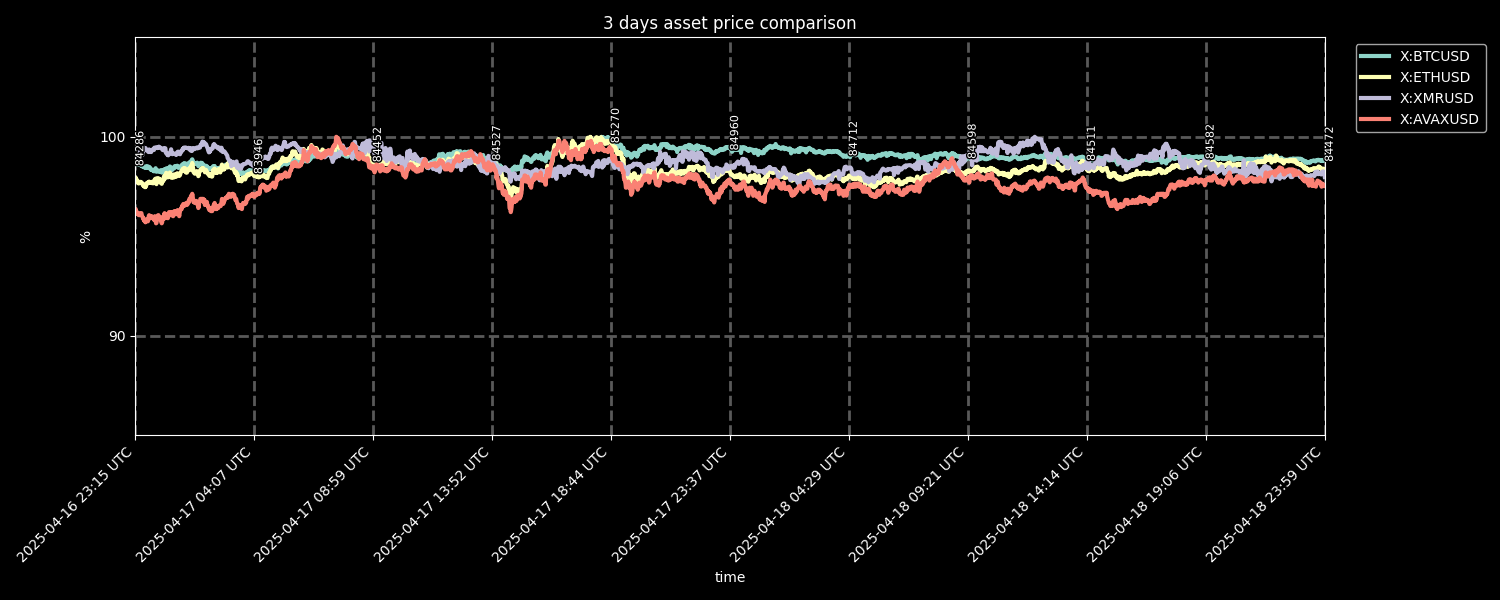 3 days asset price comparison
X:BTCUSD
X:ETHUSD
X:XMRUSD
X:AVAXUSD
100
90
%
83946
84452
84527
85270
84960
84712
84598
84511
84582
84472
2025-04-16 23:15 UTC
2025-04-17 04:07 UTC
2025-04-17 08:59 UTC
2025-04-17 13:52 UTC
2025-04-17 18:44 UTC
2025-04-17 23:37 UTC
2025-04-18 04:29 UTC
2025-04-18 09:21 UTC
2025-04-18 14:14 UTC
2025-04-18 19:06 UTC
2025-04-18 23:59 UTC
time